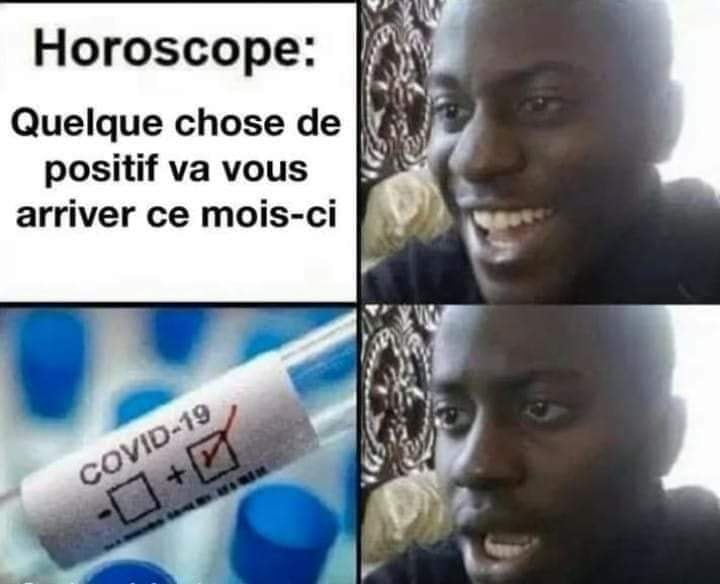 Horoscope:
Quelque chose de
positif va vous
arriver ce mois-ci
COVID-19
- +